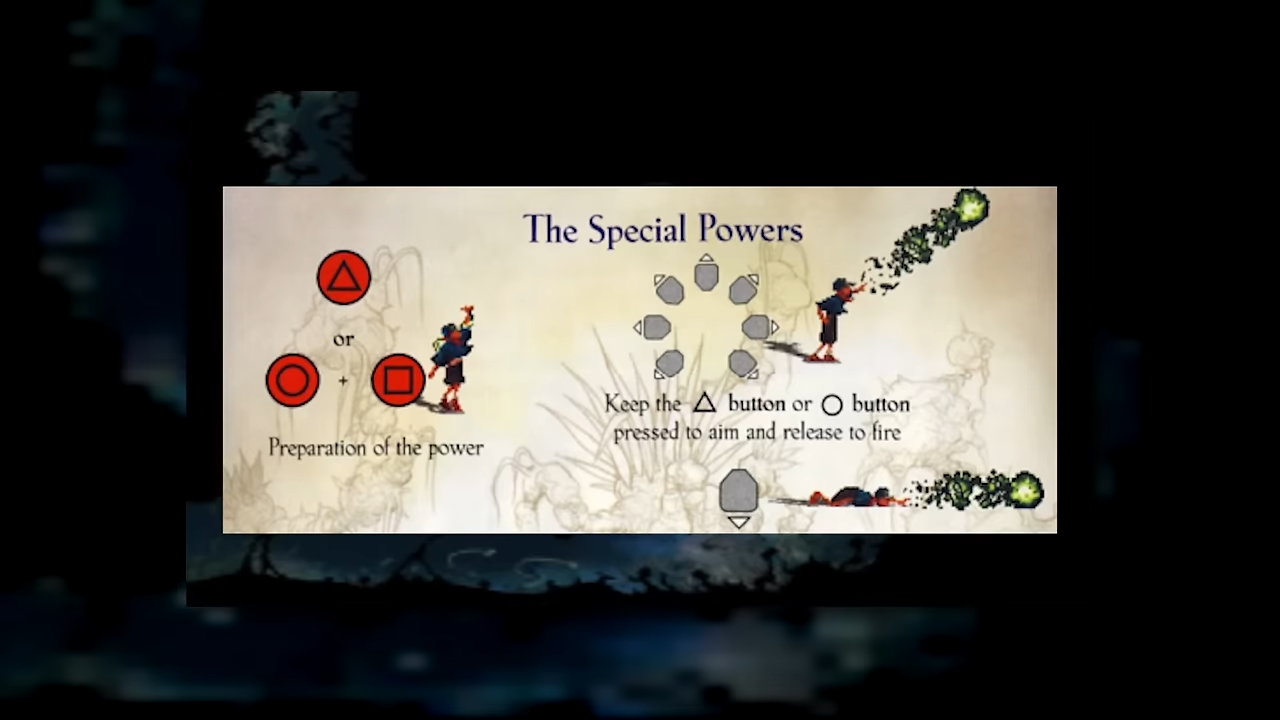 The Special Powers
or
+
Preparation of the power
Keep the △ button or ○ button
pressed to aim and release to fire